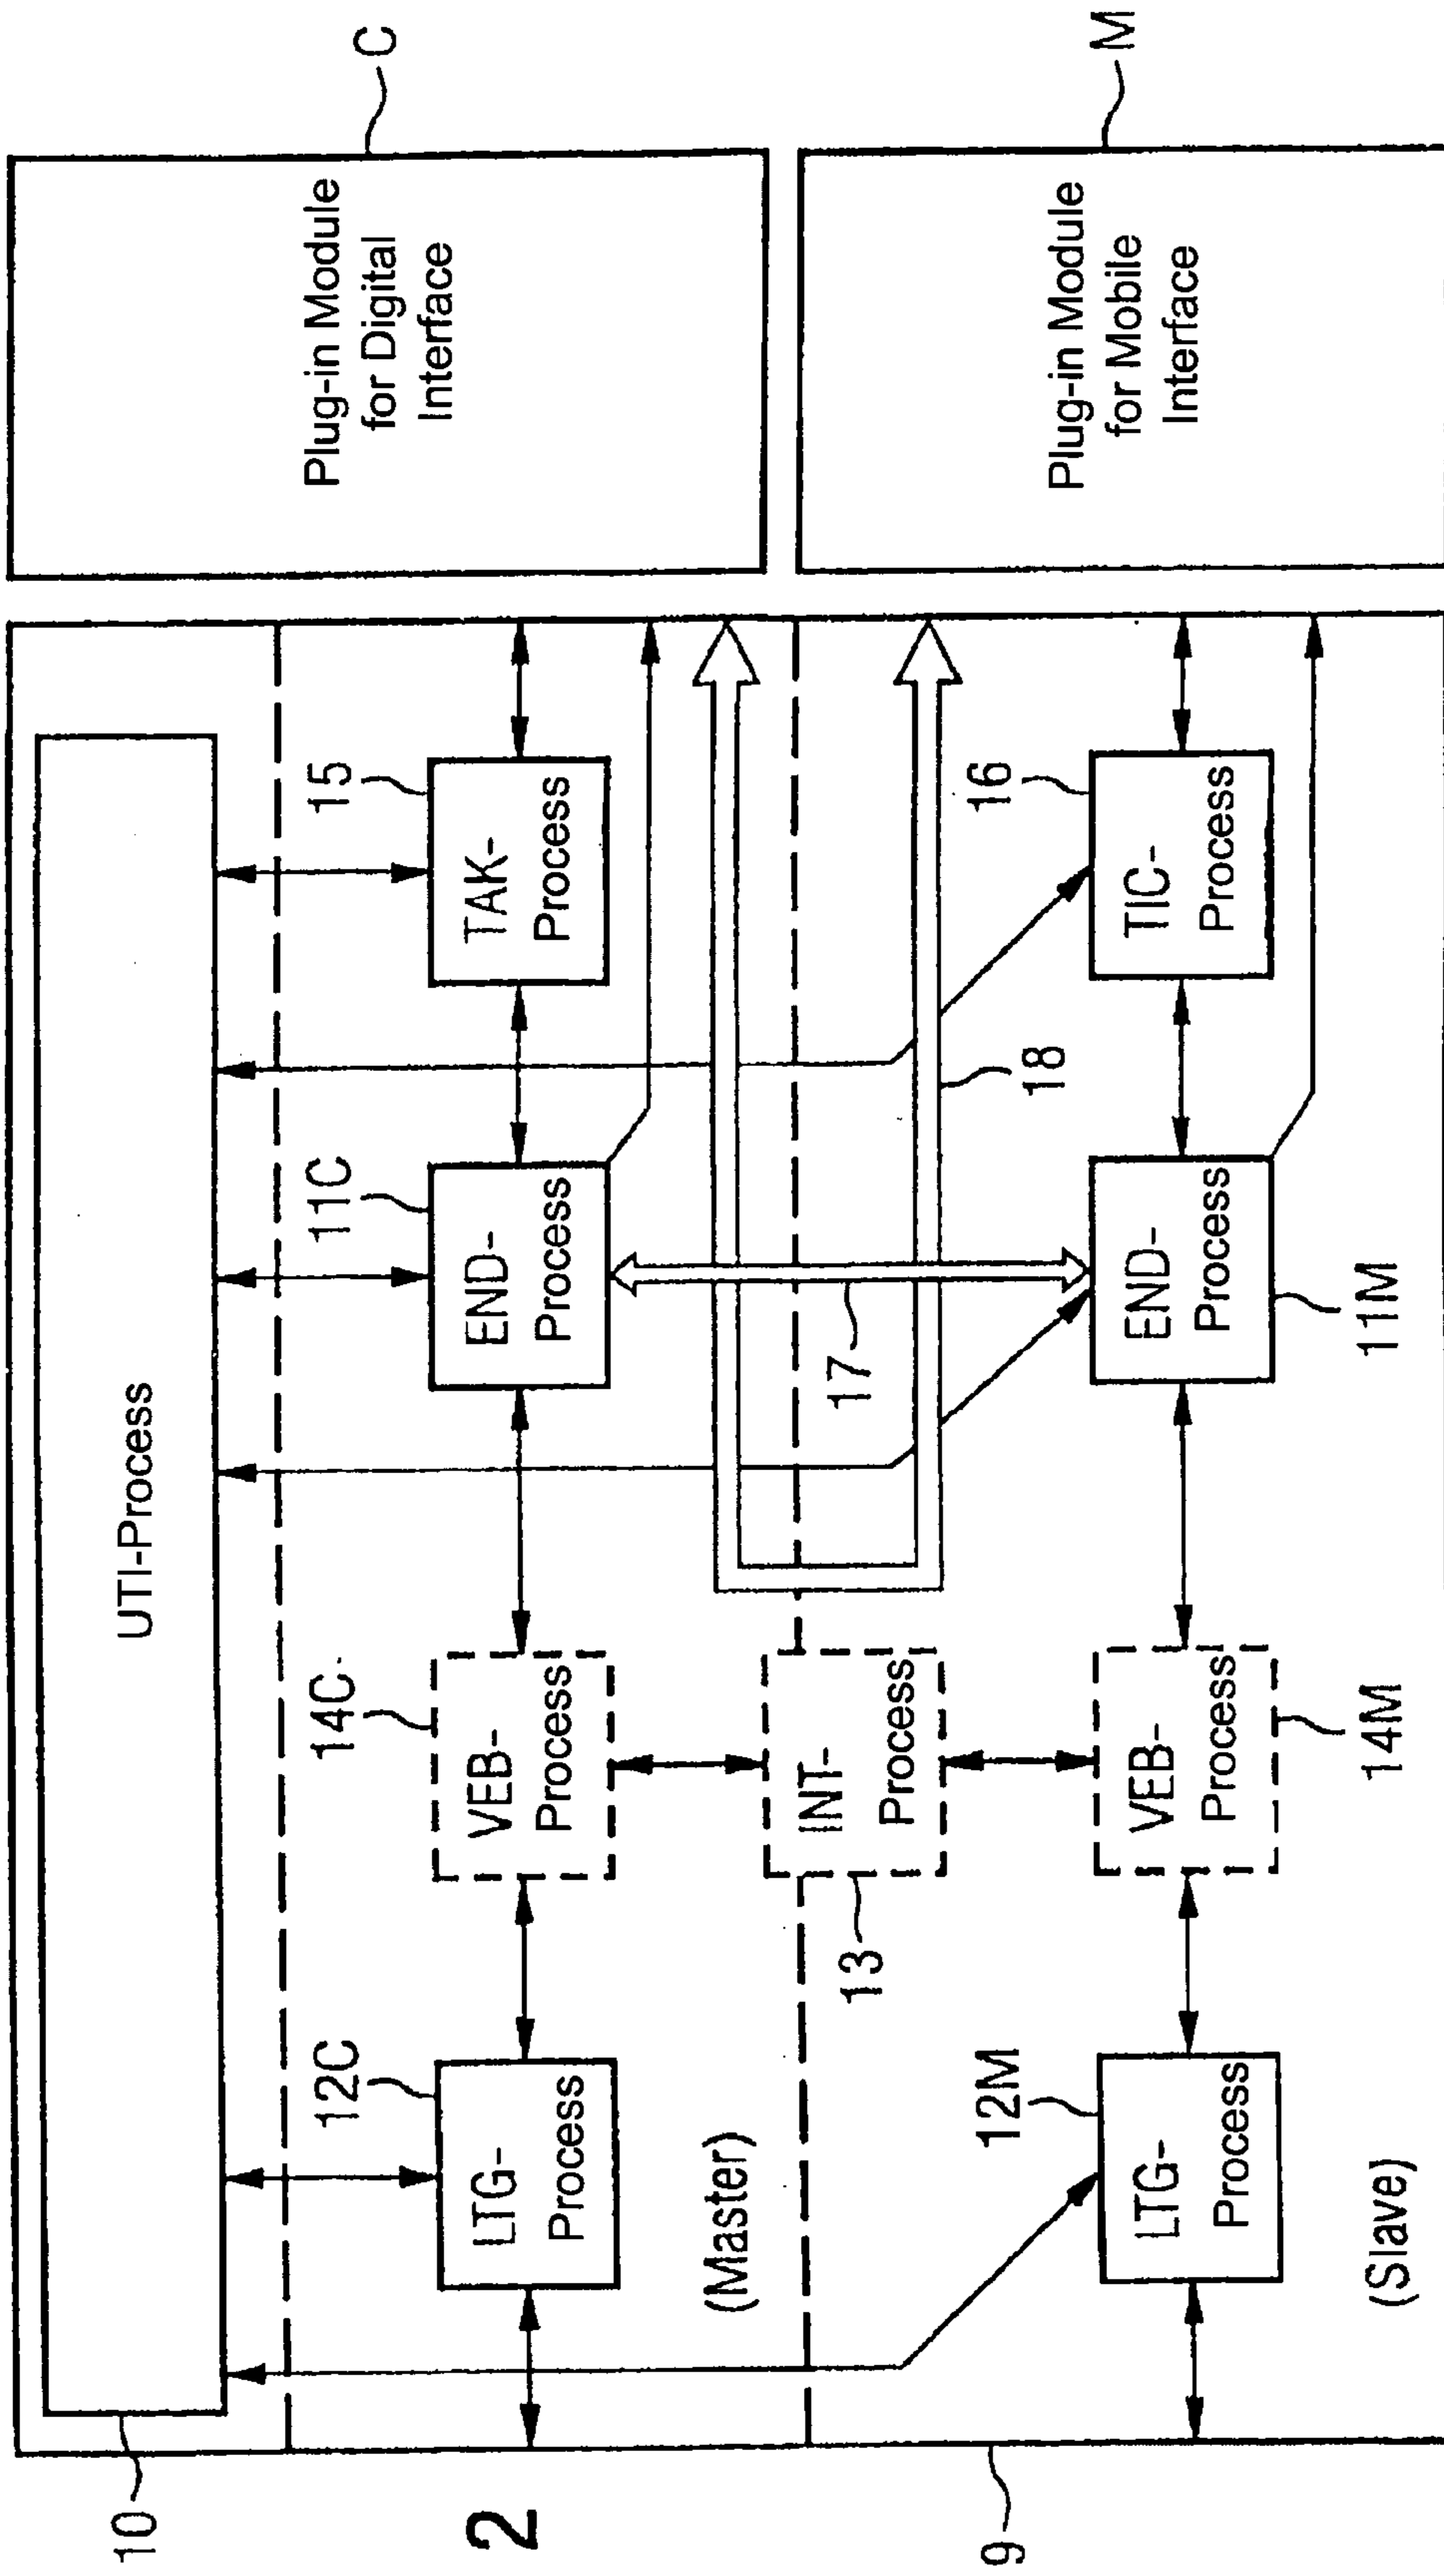 10
UTI-Process
2
12C
LTG-
Process
14C
VEB-
Process
11C
END-
Process
15
TAK-
Process
C
Plug-in Module
for Digital
Interface
(Master)
13
INT-
Process
17
18
9
12M
LTG-
Process
14M
VEB-
Process
11M
END-
Process
16
TIC-
Process
(Slave)
M
Plug-in Module
for Mobile
Interface